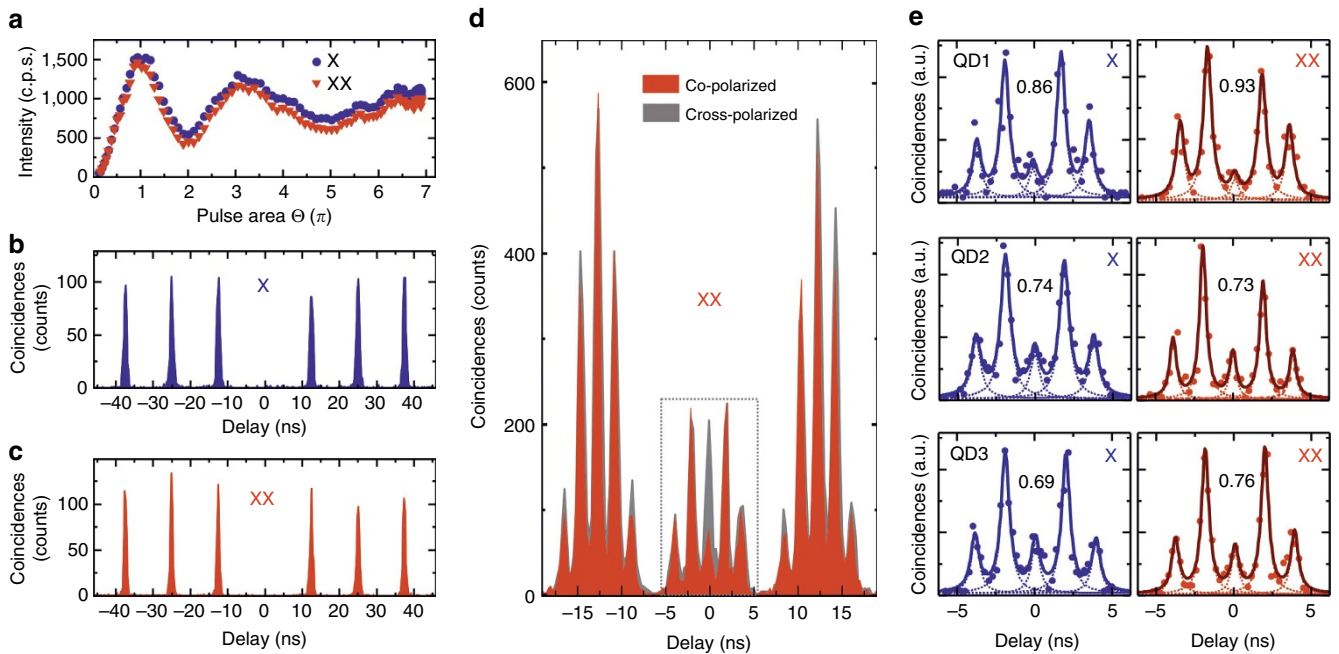 a
Intensity (c.p.s.)
1,500
1,000
500
0
X
XX
0 1 2 3 4 5 6 7
Pulse area Θ (π)
b
Coincidences
(counts)
100
50
0
X
–40 –30 –20 –10 0 10 20 30 40
Delay (ns)
c
Coincidences
(counts)
100
50
0
XX
–40 –30 –20 –10 0 10 20 30 40
Delay (ns)
d
Coincidences (counts)
600
400
200
0
Co-polarized
Cross-polarized
XX
–15 –10 –5 0 5 10 15
Delay (ns)
e
Coincidences (a.u.)
QD1 0.86 X
0.93 XX
Coincidences (a.u.)
QD2 0.74 X
0.73 XX
Coincidences (a.u.)
QD3 0.69 X
0.76 XX
–5 0 5
–5 0 5
Delay (ns)
Delay (ns)